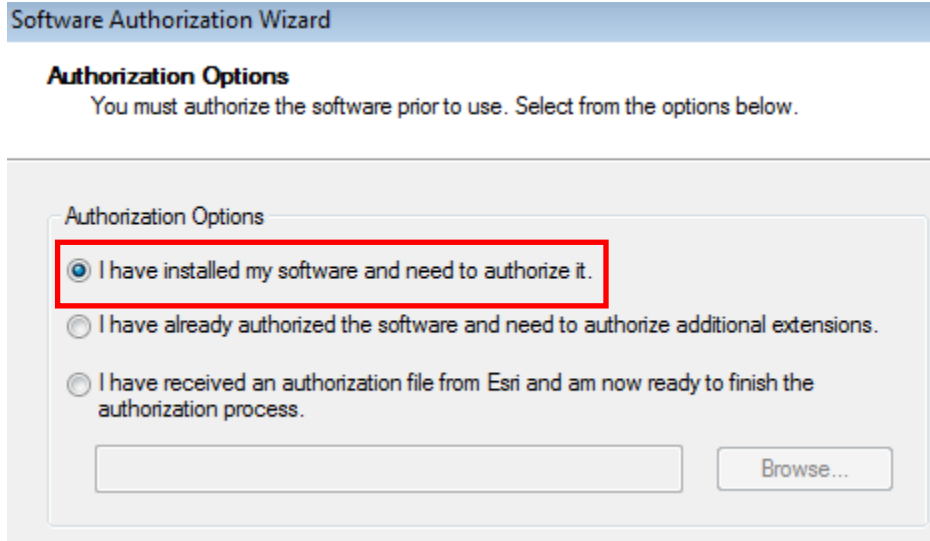 Software Authorization Wizard
Authorization Options
You must authorize the software prior to use. Select from the options below.
Authorization Options
I have installed my software and need to authorize it.
I have already authorized the software and need to authorize additional extensions.
I have received an authorization file from Esri and am now ready to finish the
authorization process.
Browse...